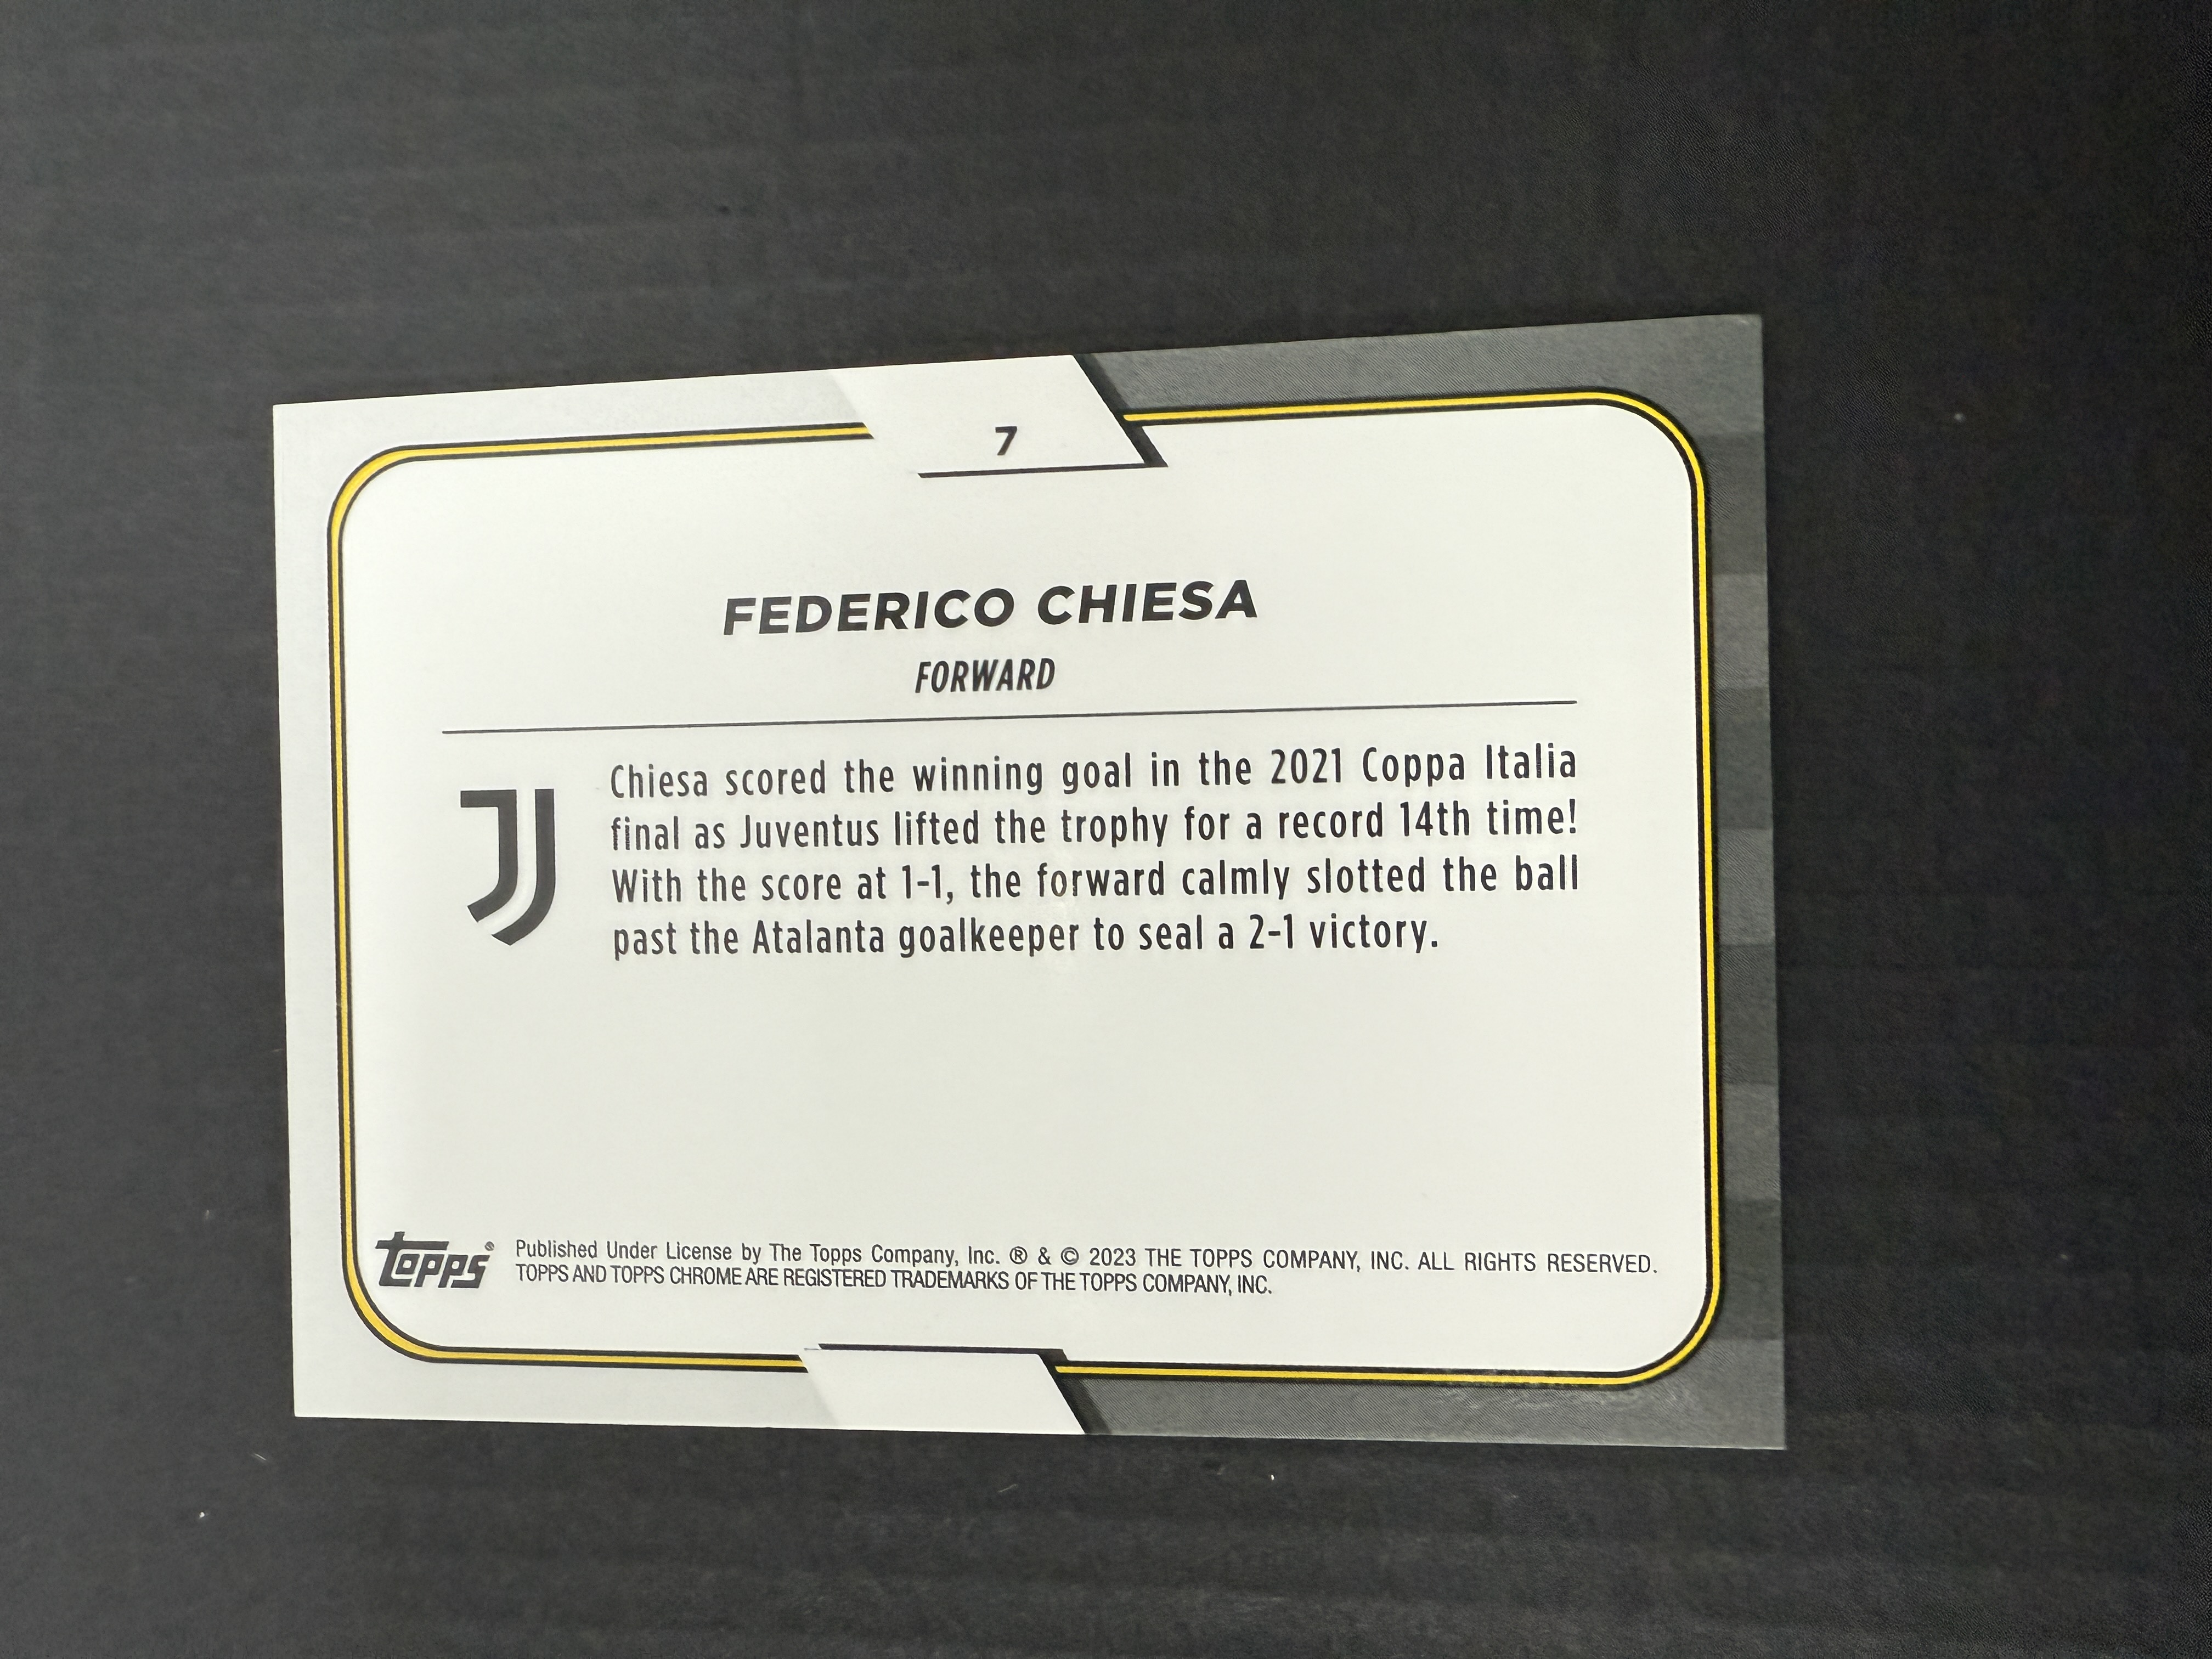 7
FEDERICO CHIESA
FORWARD
Chiesa scored the winning goal in the 2021 Coppa Italia
final as Juventus lifted the trophy for a record 14th time!
With the score at 1-1, the forward calmly slotted the ball
past the Atalanta goalkeeper to seal a 2-1 victory.
topps®
Published Under License by The Topps Company, Inc. ® & © 2023 THE TOPPS COMPANY, INC. ALL RIGHTS RESERVED.
TOPPS AND TOPPS CHROME ARE REGISTERED TRADEMARKS OF THE TOPPS COMPANY, INC.